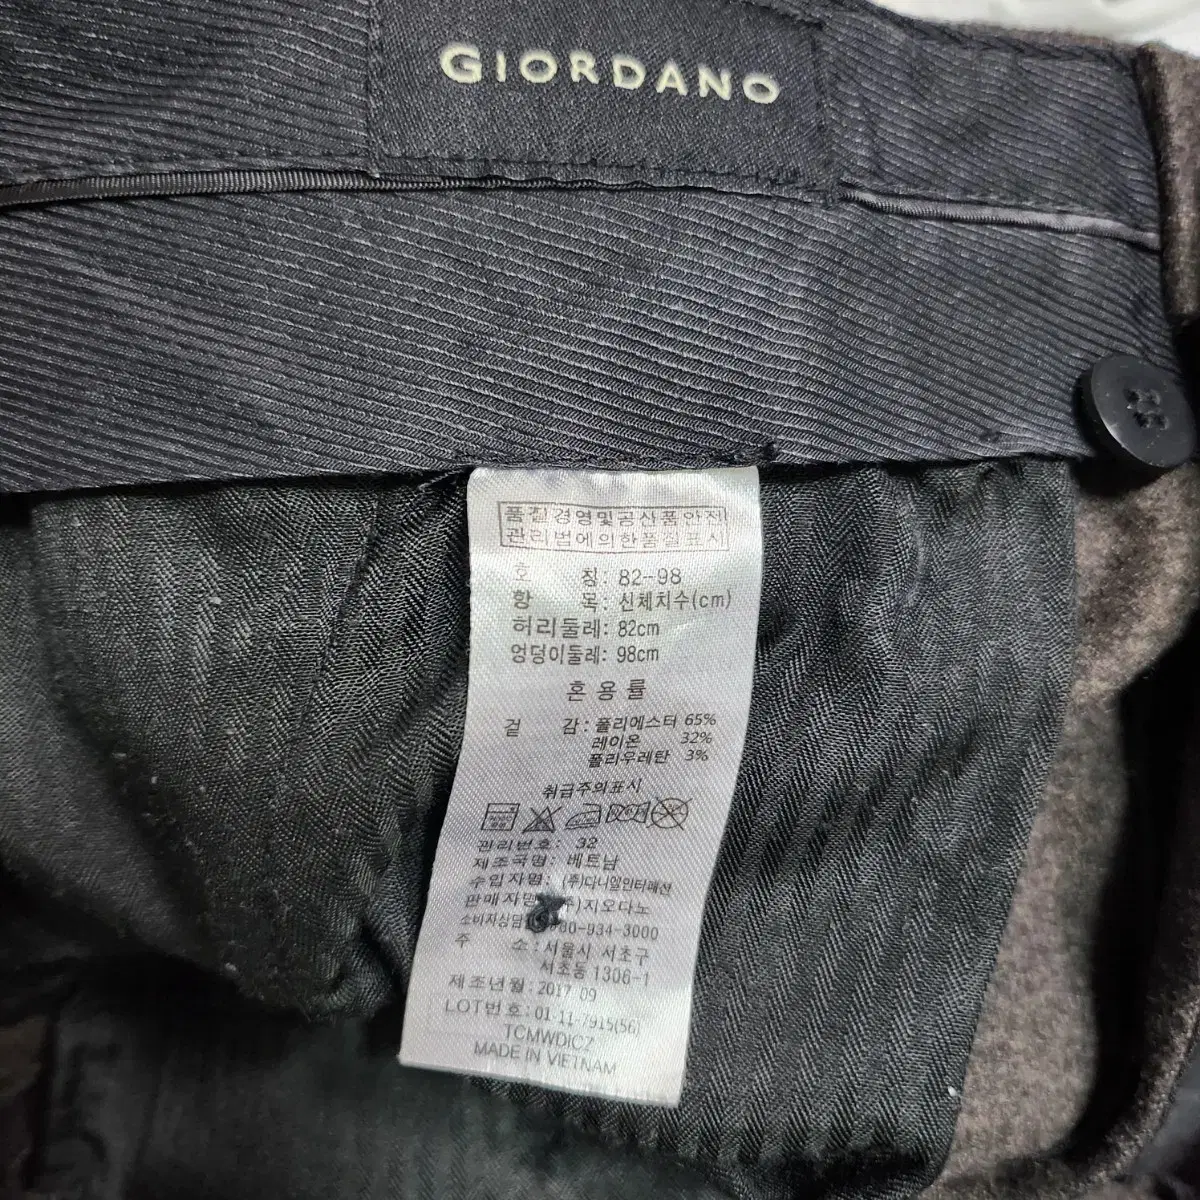 GIORDANO
품질경영및공산품안전
관리법에의한품질표시
호 칭: 82-98
항 목: 신체치수(cm)
허리둘레: 82cm
엉덩이둘레: 98cm
혼용률
겉 감: 폴리에스터 65%
레이온 32%
폴리우레탄 3%
취급주의표시
관리번호: 32
제조국명: 베트남
수입자명: (주)다니엘인터패션
판매자명 주)지오다노
소비자상담 80-934-3000
주 소: 서울시 서초구
서초동 1306-1
제조년월: 2017 09
LOT번호: 01-11-7915(56)
TCMWDICZ
MADE IN VIETNAM